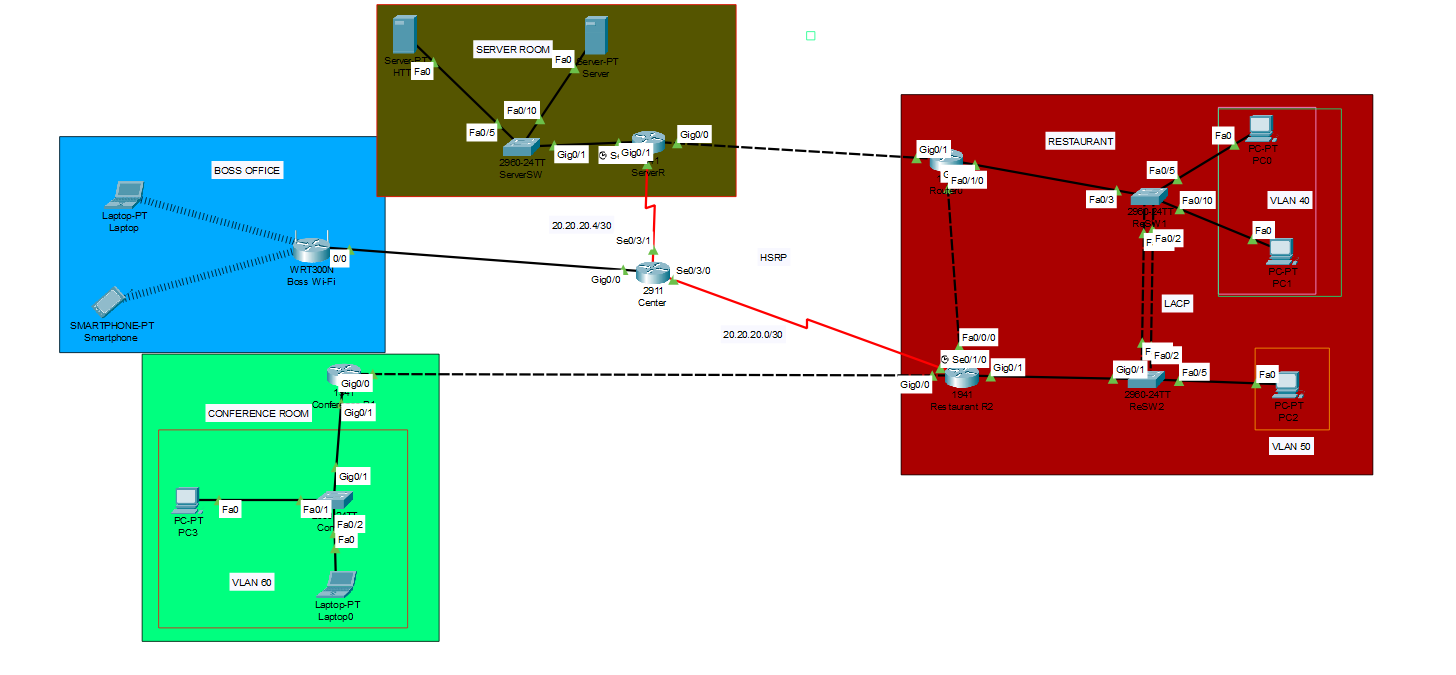 SERVER ROOM
Server-PT
Fa0
Fa0
Server-PT
Server
Fa0/10
Fa0/5
2960-24TT
ServerSW
Gig0/1
Gig0/1
ServerR
Gig0/0
BOSS OFFICE
Laptop-PT
Laptop
WRT300N
Boss Wi-Fi
0/0
SMARTPHONE-PT
Smartphone
20.20.20.4/30
Se0/3/1
Gig0/0
2911
Center
Se0/3/0
HSRP
20.20.20.0/30
RESTAURANT
Gig0/1
Fa0/1/0
Fa0/3
Fa0/5
Fa0/10
2960-24TT
ReSW1
Fa0/2
Fa0
PC-PT
PC0
VLAN 40
Fa0
PC-PT
PC1
LACP
Fa0/0/0
Se0/1/0
Gig0/0
1941
Restaurant R2
Gig0/1
Gig0/1
Fa0/2
2960-24TT
ReSW2
Fa0/5
Fa0
PC-PT
PC2
VLAN 50
CONFERENCE ROOM
Gig0/0
Gig0/1
Gig0/1
PC-PT
PC3
Fa0
Fa0/1
Fa0/2
Fa0
VLAN 60
Laptop-PT
Laptop0